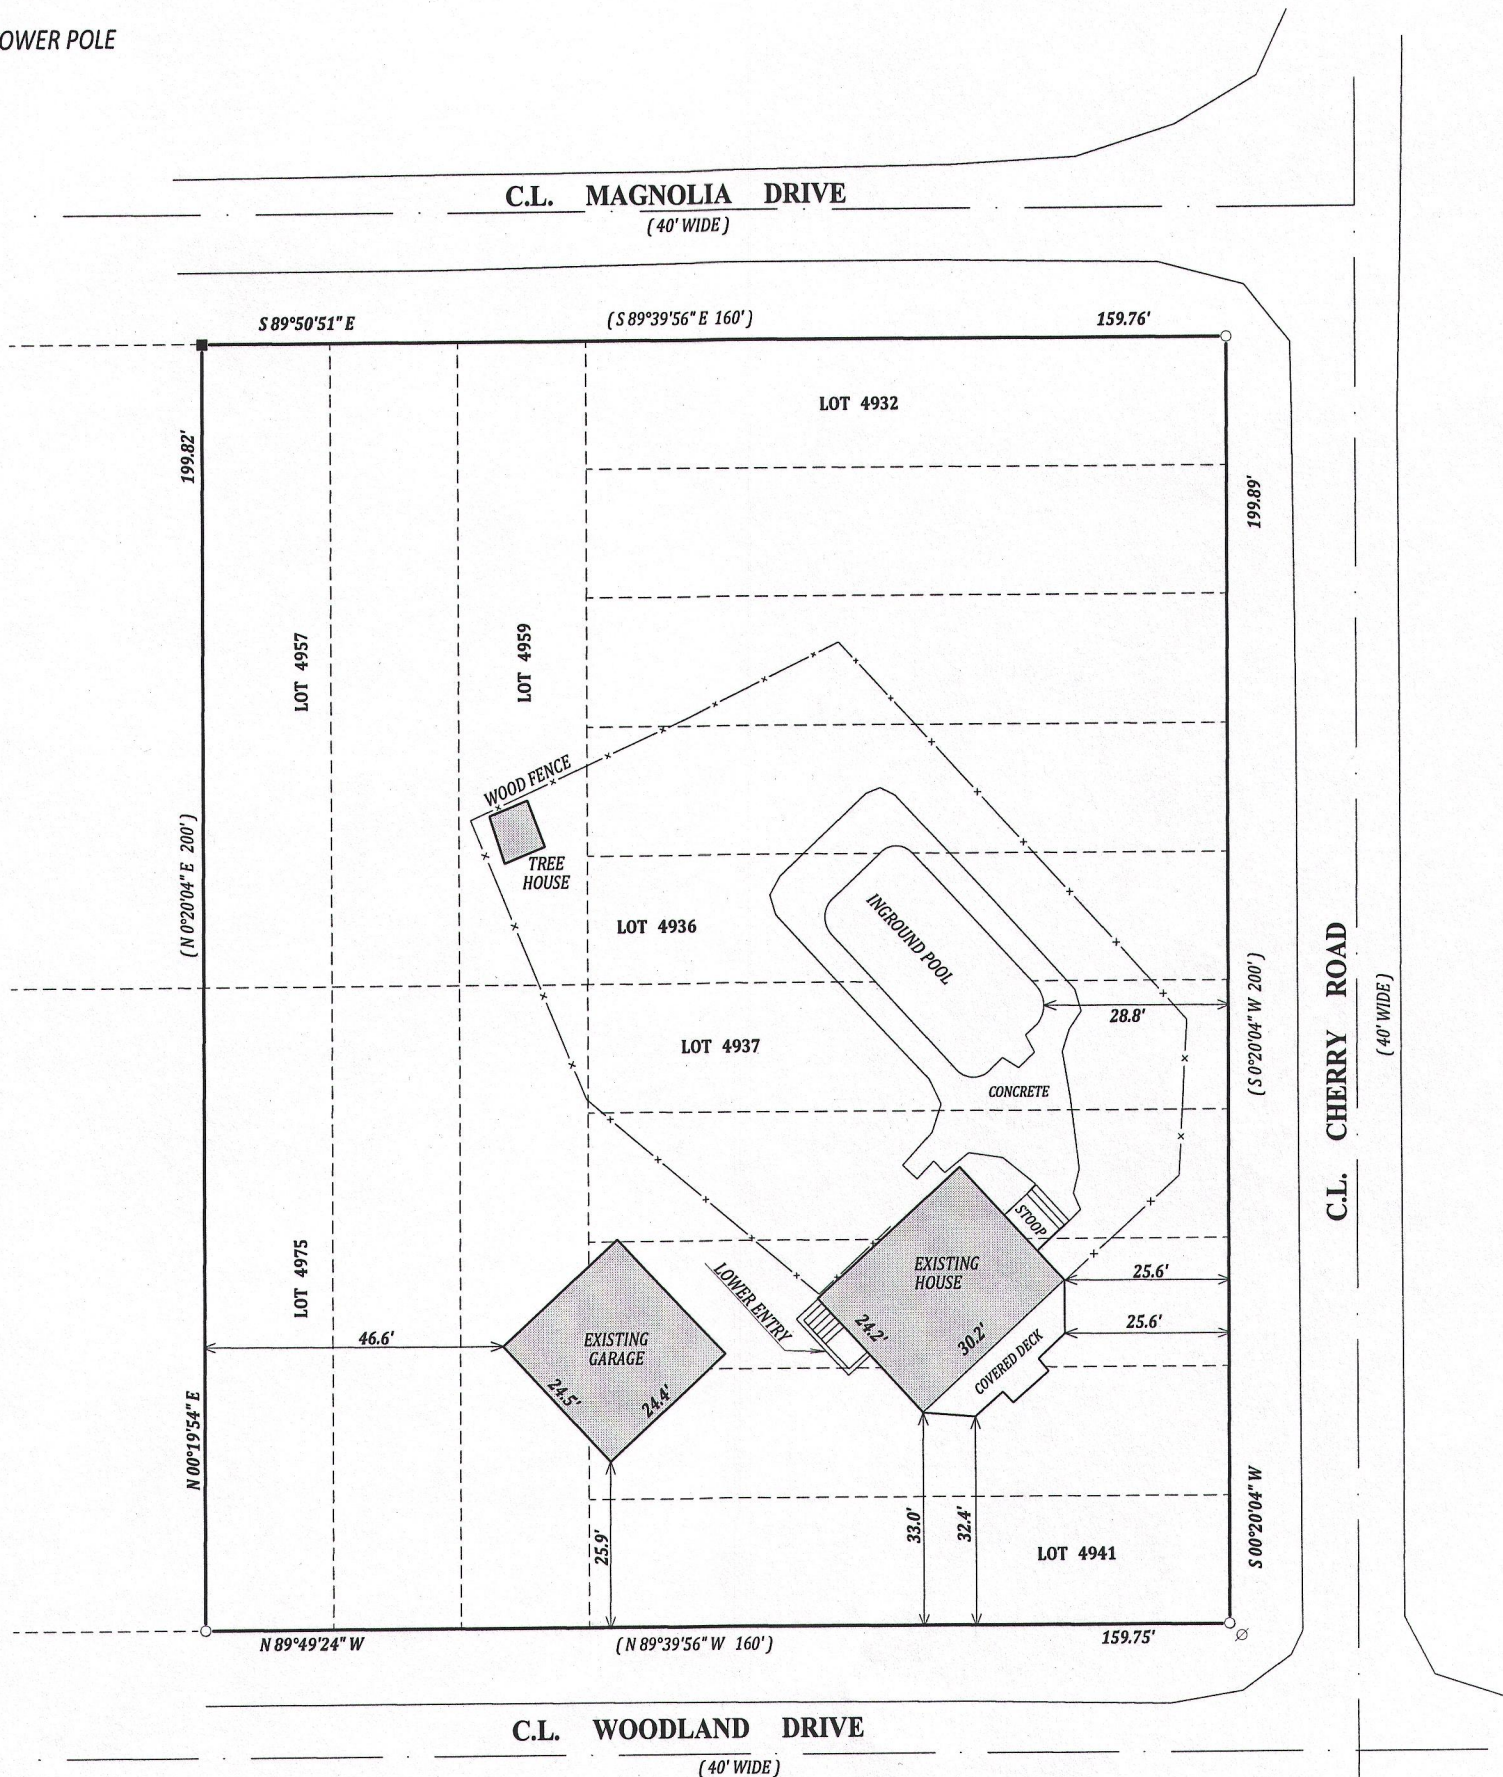 OWER POLE
C.L. MAGNOLIA DRIVE
( 40' WIDE )
S 89°50'51" E
( S 89°39'56" E 160' )
159.76'
LOT 4932
199.82'
199.89'
LOT 4957
LOT 4959
WOOD FENCE
TREE
HOUSE
( N 0°20'04" E 200' )
LOT 4936
INGROUND POOL
28.8'
( S 0°20'04" W 200' )
C.L. CHERRY ROAD
( 40' WIDE )
LOT 4937
CONCRETE
STOOP
LOT 4975
LOWER ENTRY
EXISTING
HOUSE
24.2'
30.2'
COVERED DECK
25.6'
25.6'
46.6'
EXISTING
GARAGE
24.5'
24.4'
N 00°19'54" E
25.9'
33.0'
32.4'
LOT 4941
S 00°20'04" W
N 89°49'24" W
( N 89°39'56" W 160' )
159.75'
C.L. WOODLAND DRIVE
( 40' WIDE )